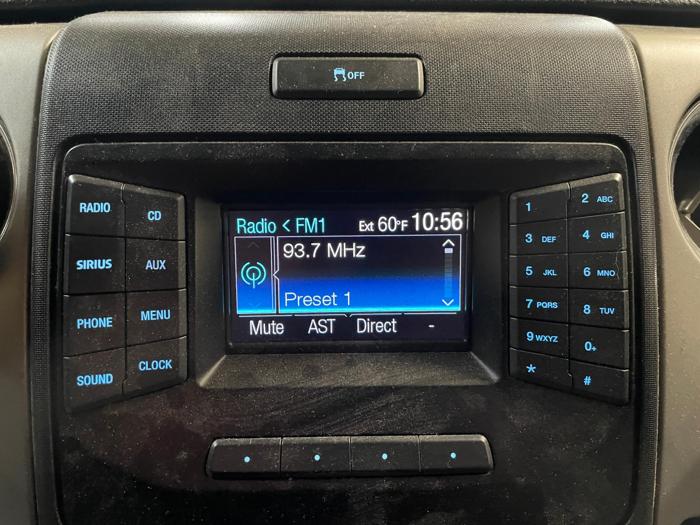 OFF
Radio < FM1 Ext 60°F 10:56
93.7 MHz
Preset 1
Mute AST Direct -
RADIO CD
SIRIUS AUX
PHONE MENU
SOUND CLOCK
1 2 ABC
3 DEF 4 GHI
5 JKL 6 MNO
7 PQRS 8 TUV
9 WXYZ 0+
* #